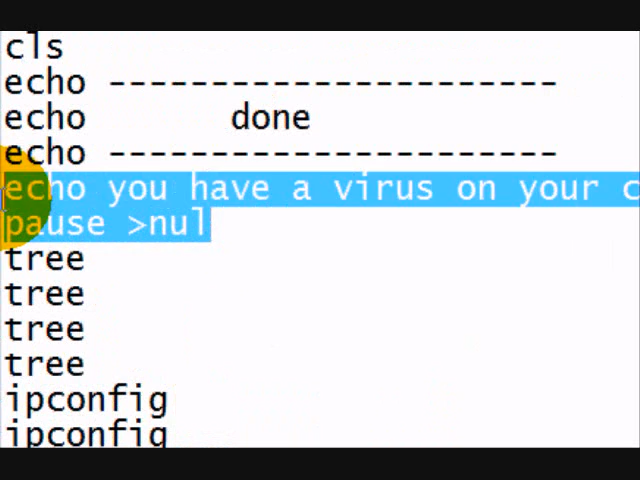 cls
echo -----------------------
echo       done
echo -----------------------
echo you have a virus on your c
pause >nul
tree
tree
tree
tree
ipconfig
ipconfig